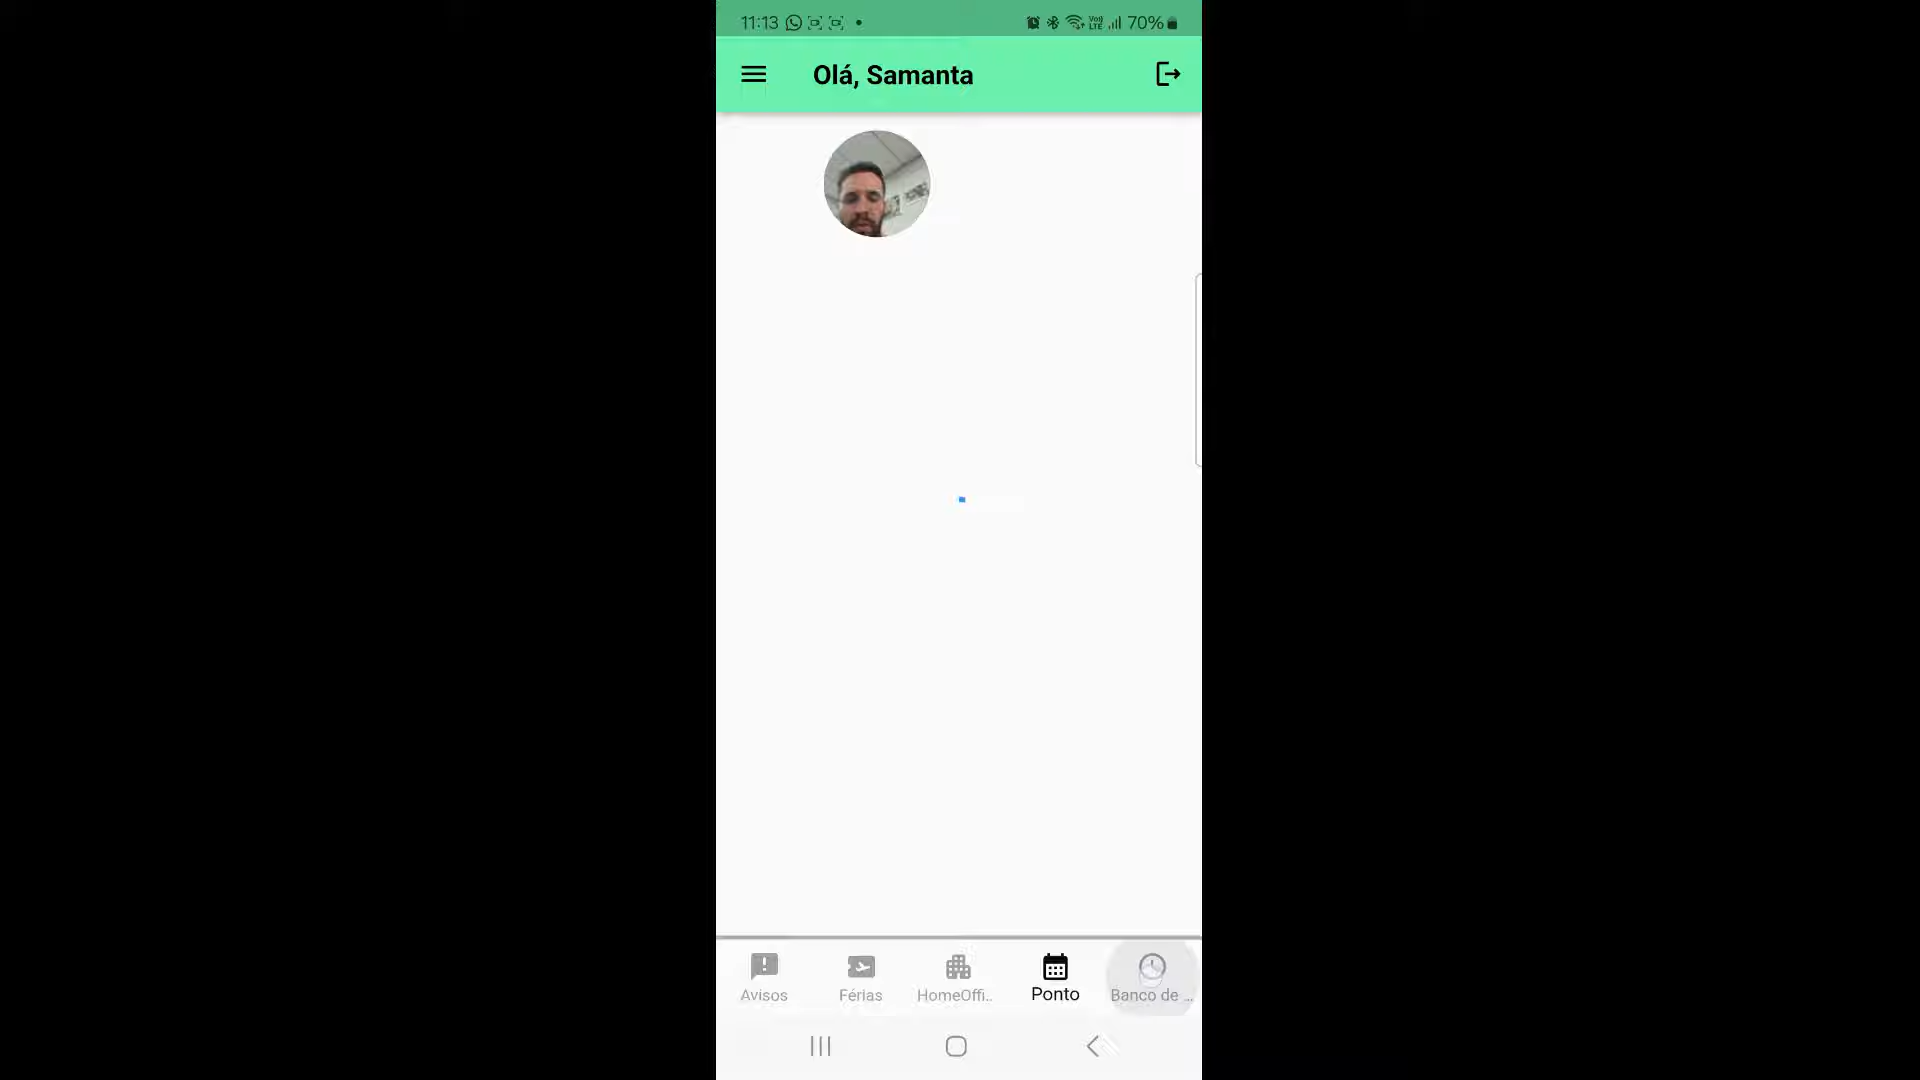 11:13 70%
Olá, Samanta
Avisos Férias HomeOffi.. Ponto Banco de ...